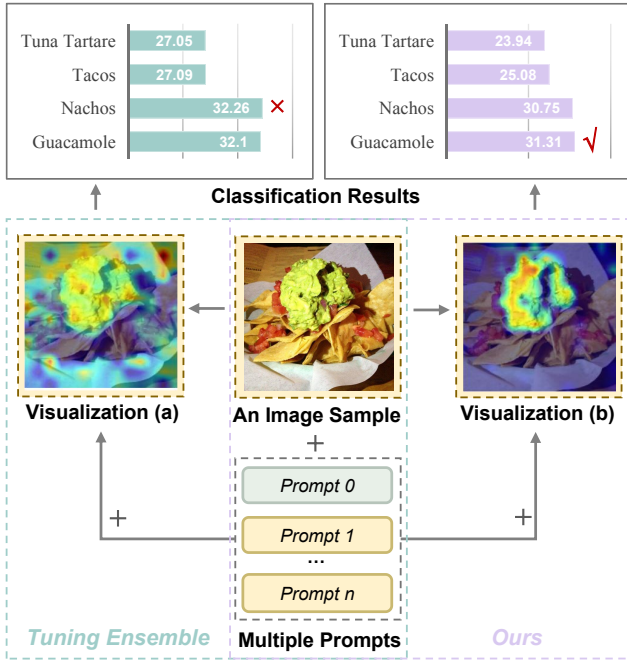 Tuna Tartare 27.05
Tacos 27.09
Nachos 32.26 ×
Guacamole 32.1
Tuna Tartare 23.94
Tacos 25.08
Nachos 30.75
Guacamole 31.31 √
Classification Results
Visualization (a)
An Image Sample
Visualization (b)
+
Prompt 0
+
Prompt 1
+
...
Prompt n
Tuning Ensemble
Multiple Prompts
Ours